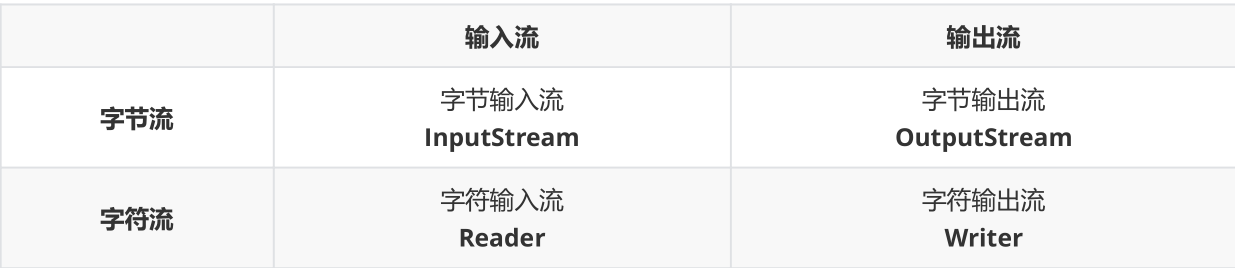 输入流
输出流
字节流
字节输入流
InputStream
字节输出流
OutputStream
字符流
字符输入流
Reader
字符输出流
Writer